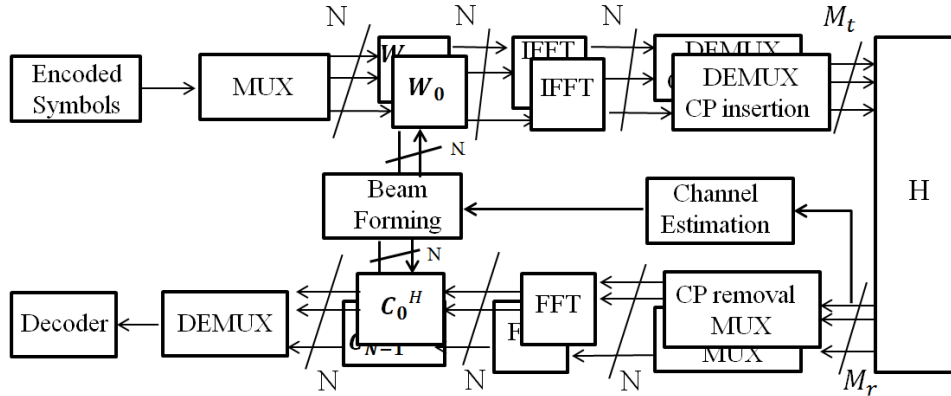 N
N
N
M_t
Encoded
Symbols
MUX
W
W_0
IFFT
IFFT
DEMUX
DEMUX
CP insertion
N
Beam
Forming
Channel
Estimation
H
N
Decoder
DEMUX
C_0^H
C_{N-1}
FFT
F
CP removal
MUX
MUX
N
N
N
M_r